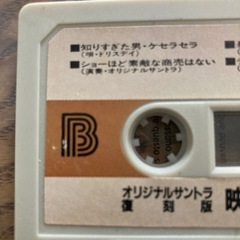 ■知りすぎた男・ケセラセラ
(唄・ドリスデイ)
■ショーほど素敵な商売はない
(演奏・オリジナルサントラ)
B
オリジナルサントラ
復刻版
映